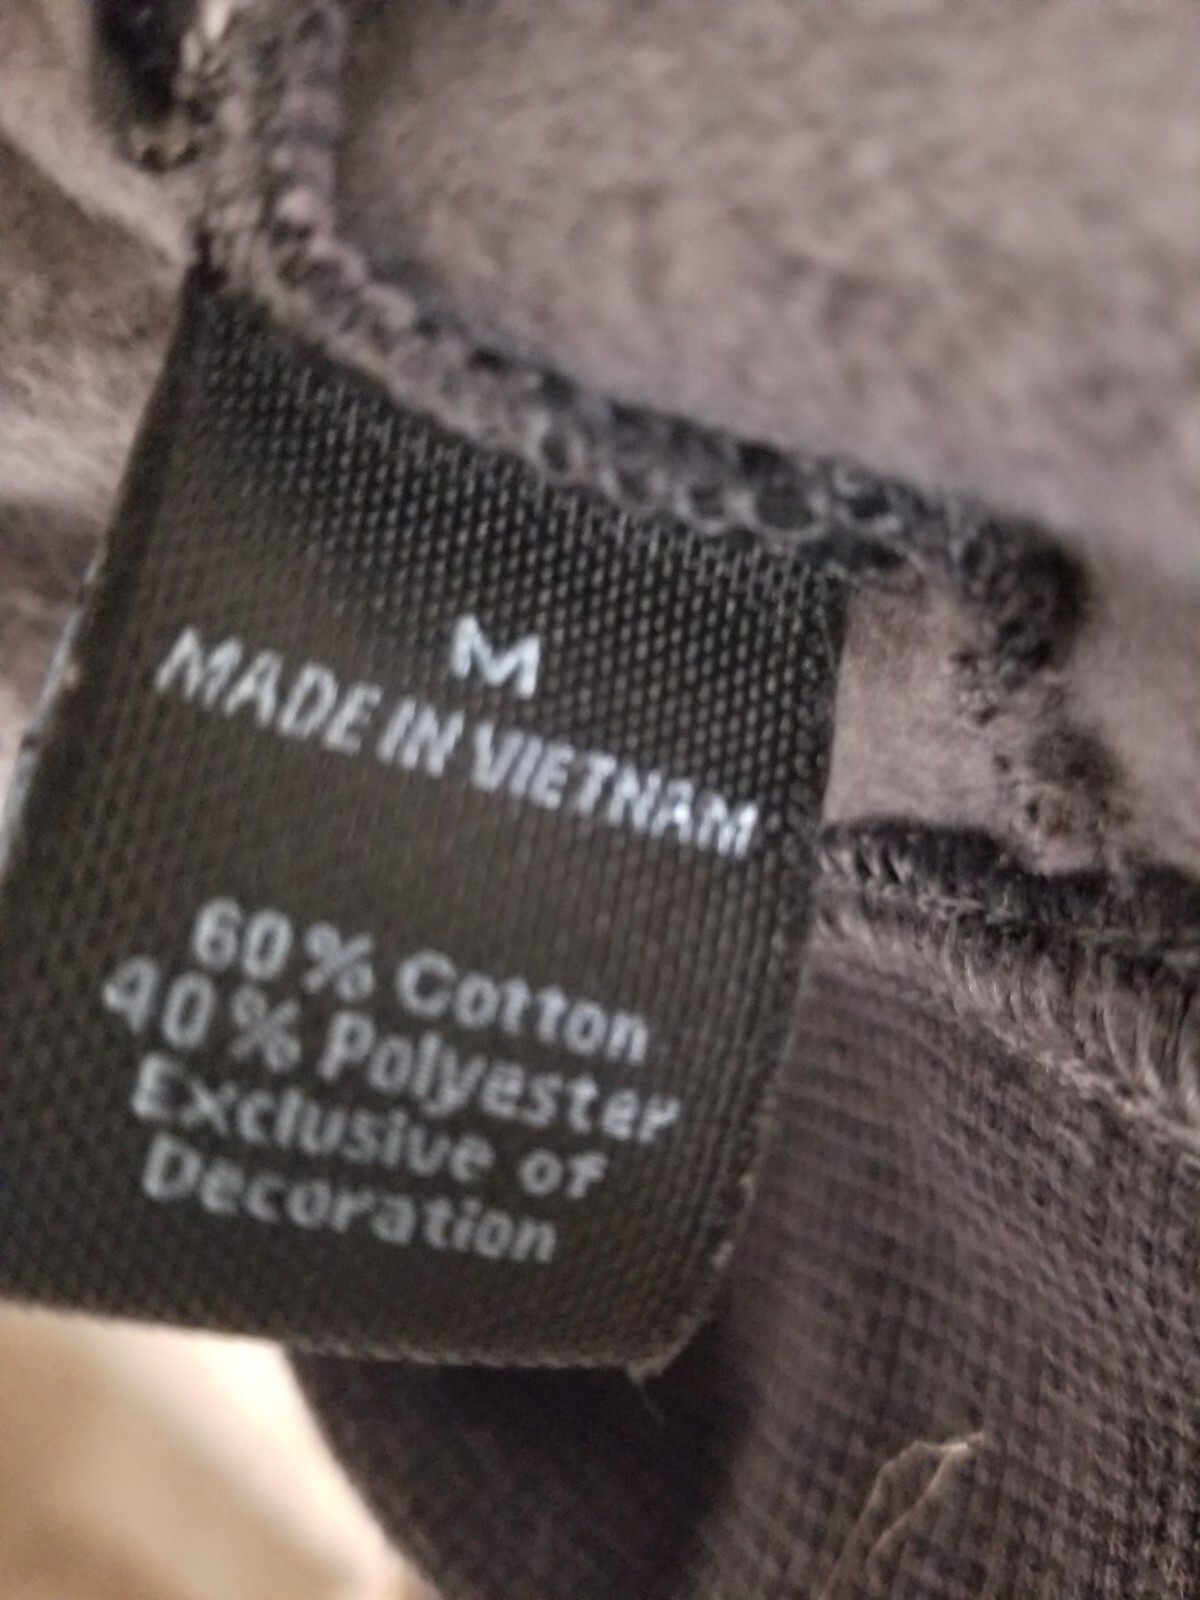 M
MADE IN VIETNAM
60% Cotton
40% Polyester
Exclusive of
Decoration